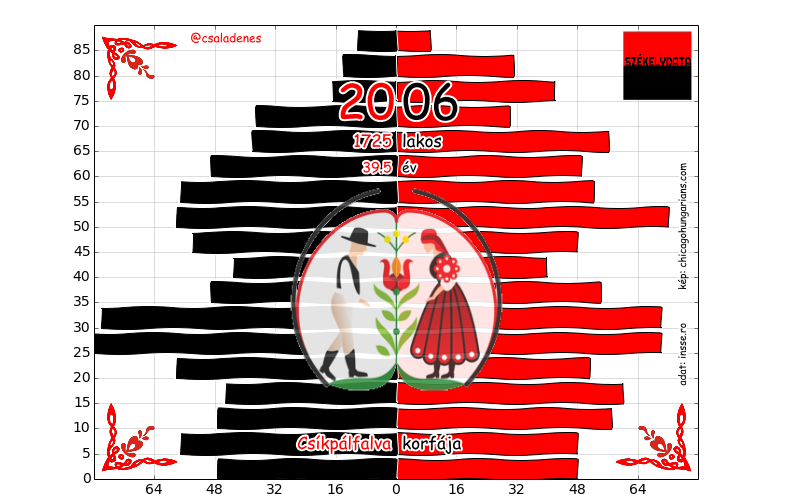 @csaladenes
SZÉKELYDATA
2006
1725 lakos
39.5 év
Csíkpálfalva korfája
kép: chicagohungarians.com
adat: insse.ro
85
80
75
70
65
60
55
50
45
40
35
30
25
20
15
10
5
0
64 48 32 16 0 16 32 48 64